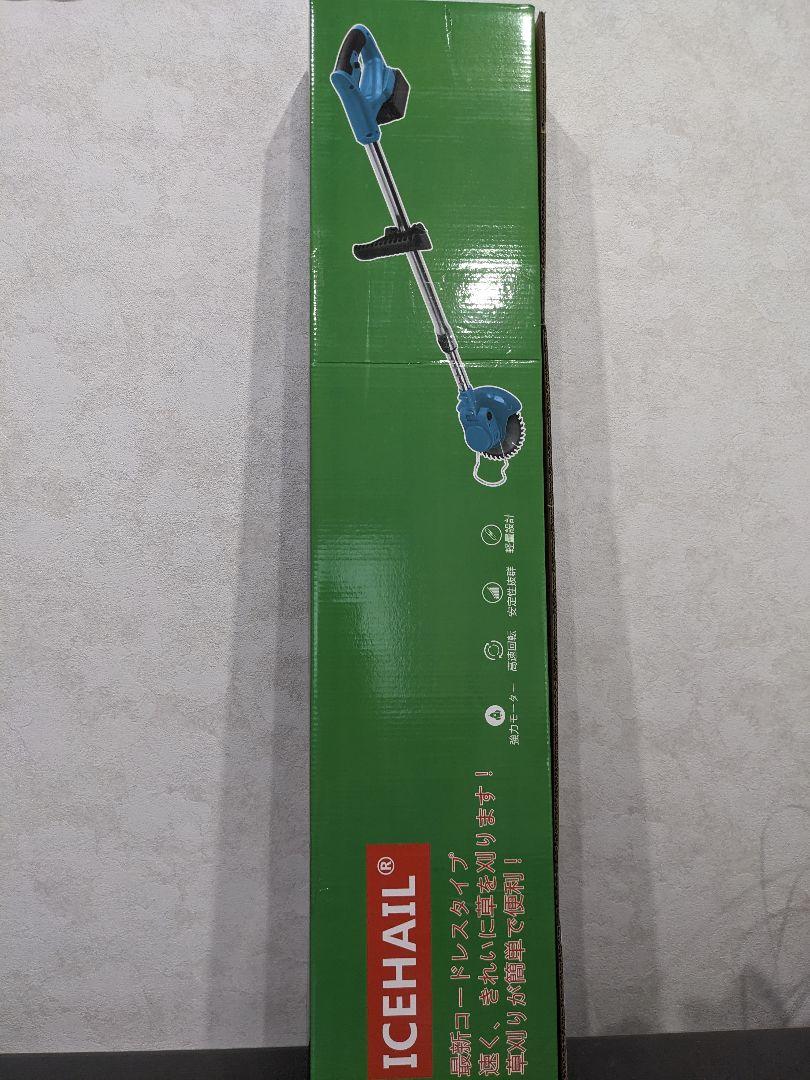 ICEHAIL®
最新コードレスタイプ
速く、きれいに草を刈ります！
草刈りが簡単で便利！
強力モーター
高速回転
安定性抜群
軽量設計